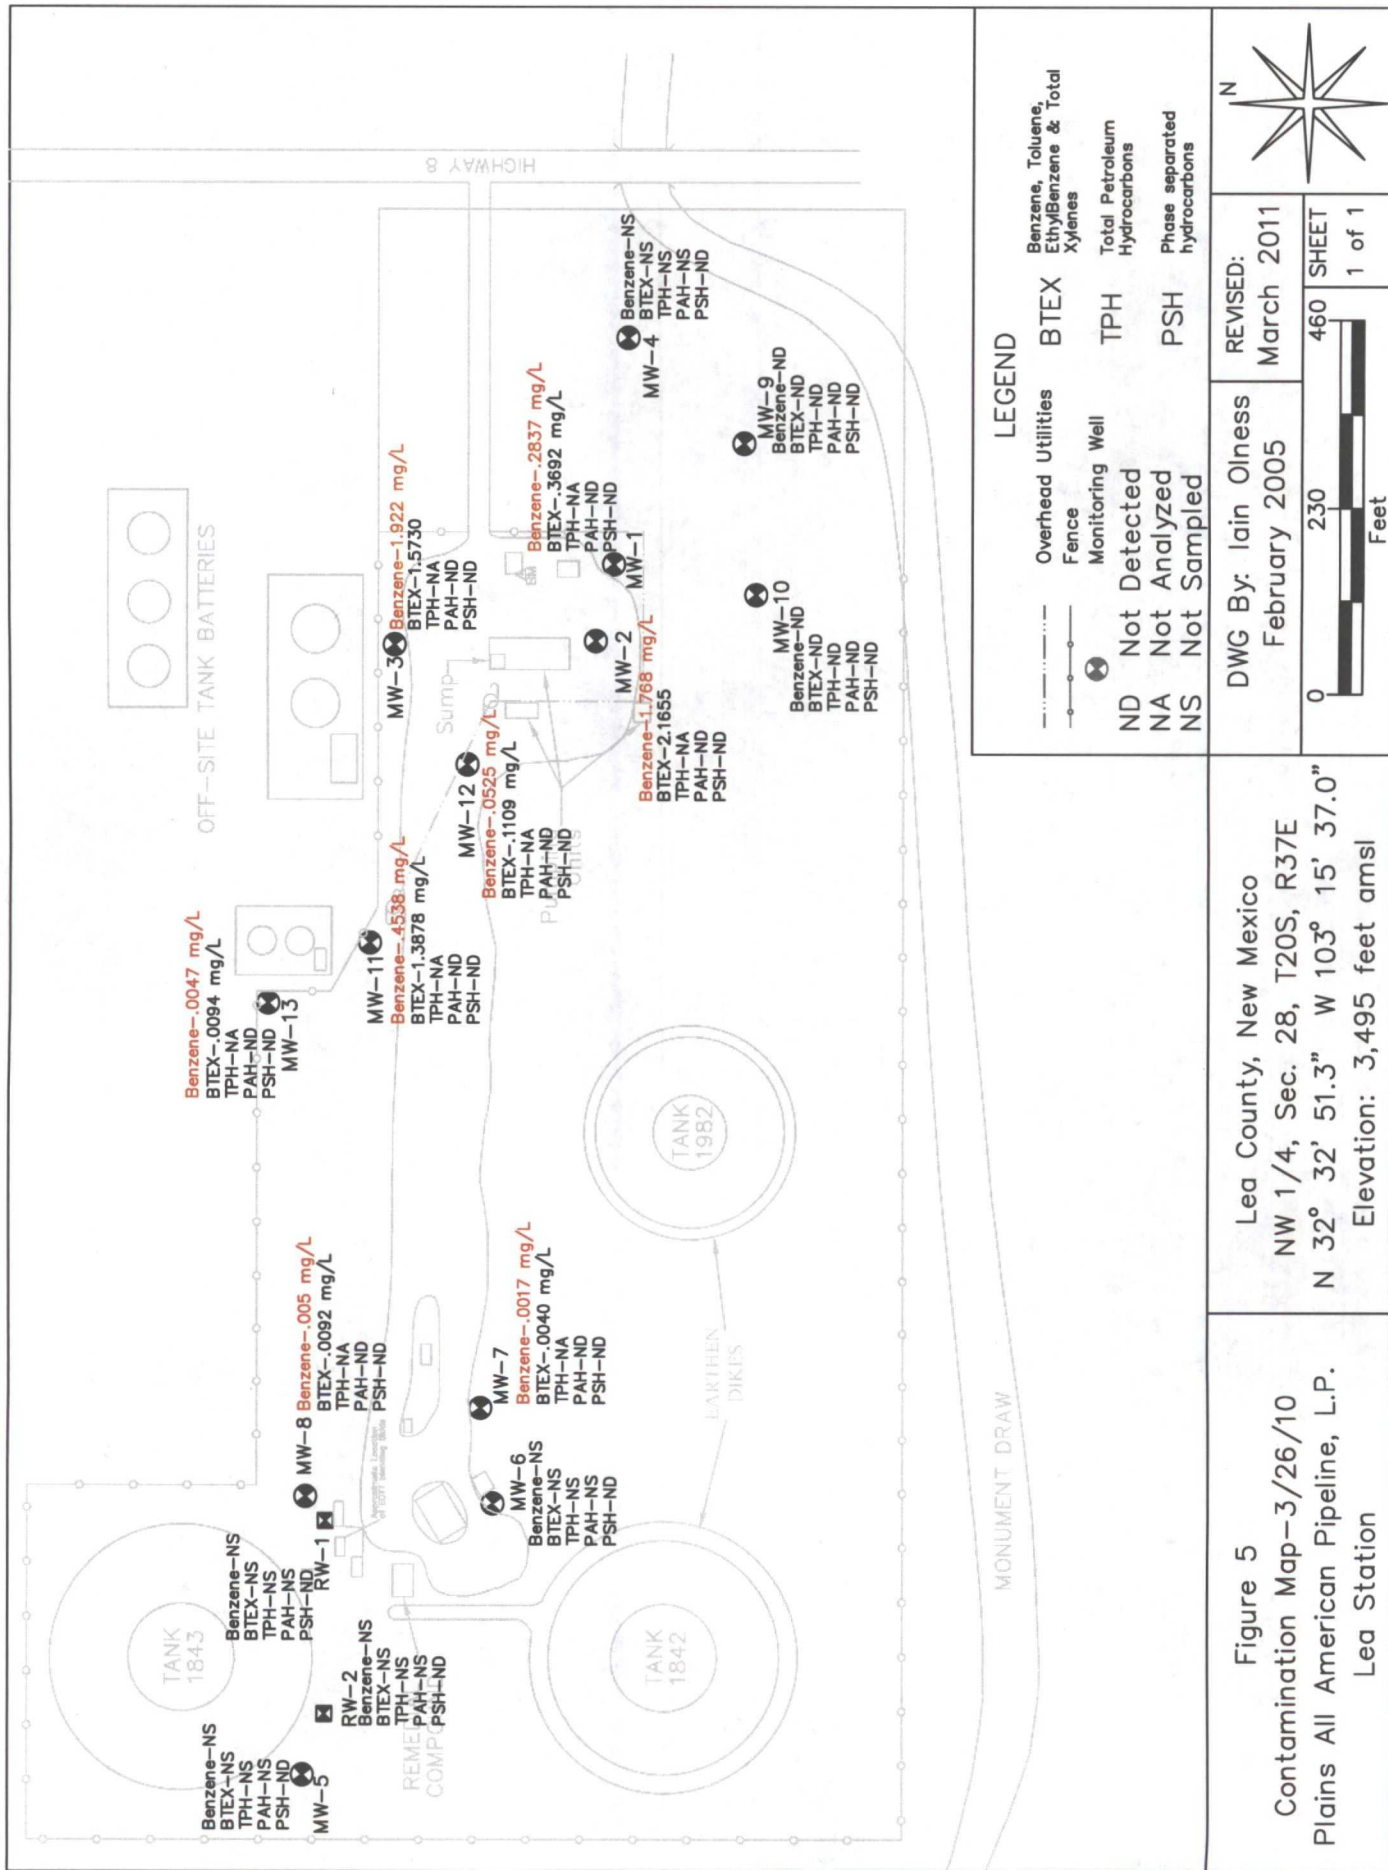 OFF-SITE TANK BATTERIES
HIGHWAY 8
TANK
1843
TANK
1842
TANK
1982
EARTHEN
DIKES
MONUMENT DRAW
Sump
BM
Approximate Location
Benzene-NS
BTEX-NS
TPH-NS
PAH-NS
PSH-ND
MW-5
RW-2
Benzene-NS
BTEX-NS
TPH-NS
PAH-NS
PSH-ND
Benzene-NS
BTEX-NS
TPH-NS
PAH-NS
PSH-ND
RW-1
MW-8
Benzene-.005 mg/L
BTEX-.0092 mg/L
TPH-NA
PAH-ND
PSH-ND
MW-6
Benzene-NS
BTEX-NS
TPH-NS
PAH-NS
PSH-ND
MW-7
Benzene-.0017 mg/L
BTEX-.0040 mg/L
TPH-NA
PAH-ND
PSH-ND
Benzene-.0047 mg/L
BTEX-.0094 mg/L
TPH-NA
PAH-ND
PSH-ND
MW-13
MW-11
Benzene-.4538 mg/L
BTEX-1.3878 mg/L
TPH-NA
PAH-ND
PSH-ND
MW-12
Benzene-.0525 mg/L
BTEX-.1109 mg/L
TPH-NA
PAH-ND
PSH-ND
MW-3
Benzene-1.922 mg/L
BTEX-1.5730
TPH-NA
PAH-ND
PSH-ND
MW-2
Benzene-1.768 mg/L
BTEX-2.1655
TPH-NA
PAH-ND
PSH-ND
Benzene-.2837 mg/L
BTEX-.3692 mg/L
TPH-NA
PAH-ND
PSH-ND
MW-1
MW-10
Benzene-ND
BTEX-ND
TPH-ND
PAH-ND
PSH-ND
MW-9
Benzene-ND
BTEX-ND
TPH-ND
PAH-ND
PSH-ND
MW-4
Benzene-NS
BTEX-NS
TPH-NS
PAH-NS
PSH-ND
LEGEND
Overhead Utilities
Fence
Monitoring Well
ND Not Detected
NA Not Analyzed
NS Not Sampled
BTEX Benzene, Toluene,
EthylBenzene & Total
Xylenes
TPH Total Petroleum
Hydrocarbons
PSH Phase separated
hydrocarbons
Figure 5
Contamination Map-3/26/10
Plains All American Pipeline, L.P.
Lea Station
Lea County, New Mexico
NW 1/4, Sec. 28, T20S, R37E
N 32° 32' 51.3" W 103° 15' 37.0"
Elevation: 3,495 feet amsl
DWG By: Iain Olness
February 2005
REVISED:
March 2011
0 230 460
Feet
SHEET
1 of 1
N